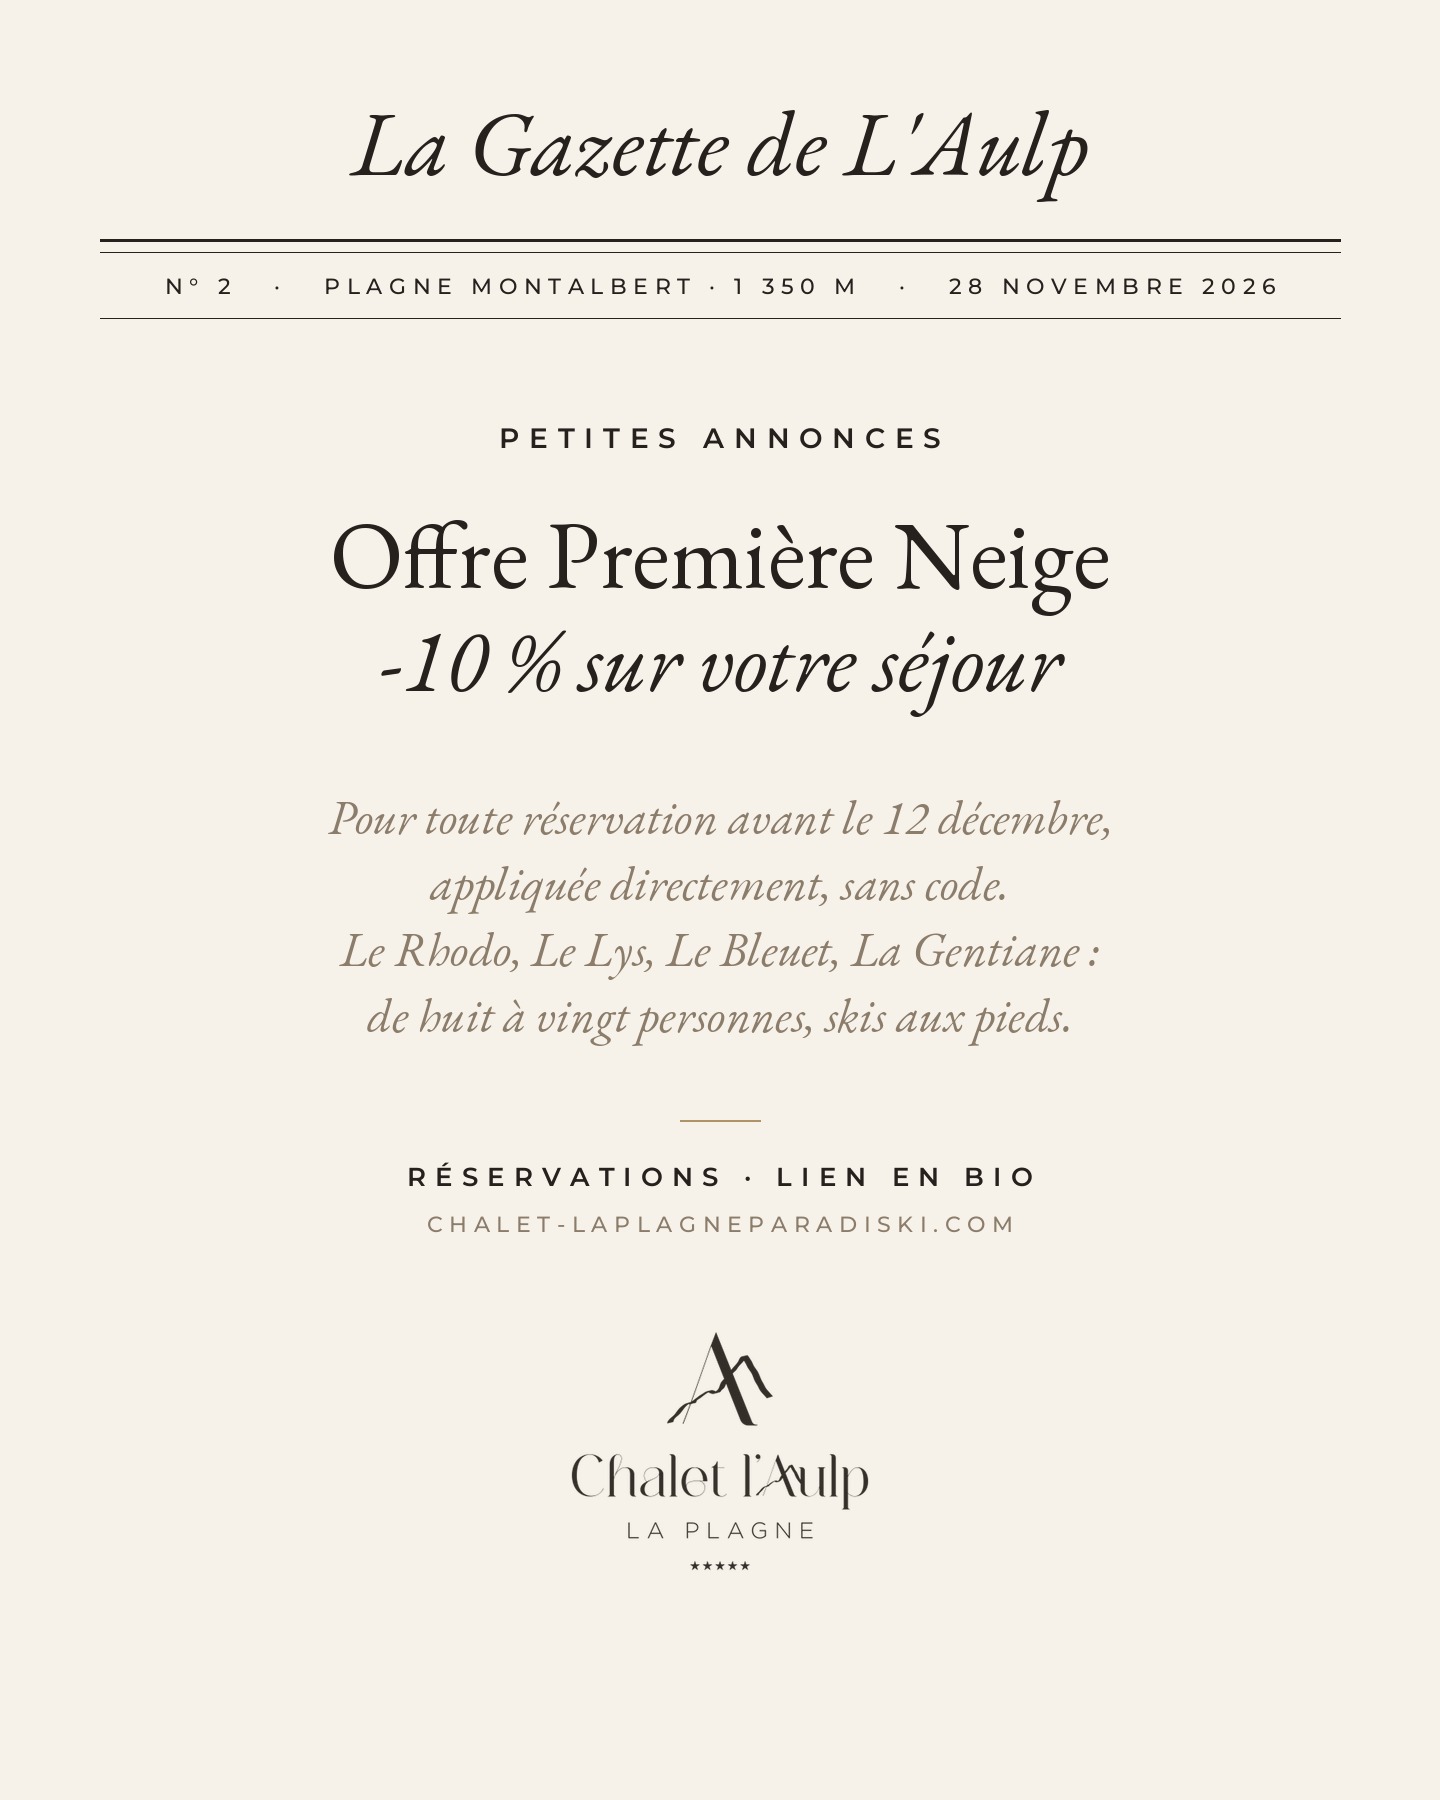 La Gazette de L'Aulp
N° 2 · PLAGNE MONTALBERT · 1 350 M · 28 NOVEMBRE 2026
PETITES ANNONCES
Offre Première Neige
-10 % sur votre séjour
Pour toute réservation avant le 12 décembre,
appliquée directement, sans code.
Le Rhodo, Le Lys, Le Bleuet, La Gentiane :
de huit à vingt personnes, skis aux pieds.
RÉSERVATIONS · LIEN EN BIO
CHALET-LAPLAGNEPARADISKI.COM
Chalet l'Aulp
LA PLAGNE
★★★★★